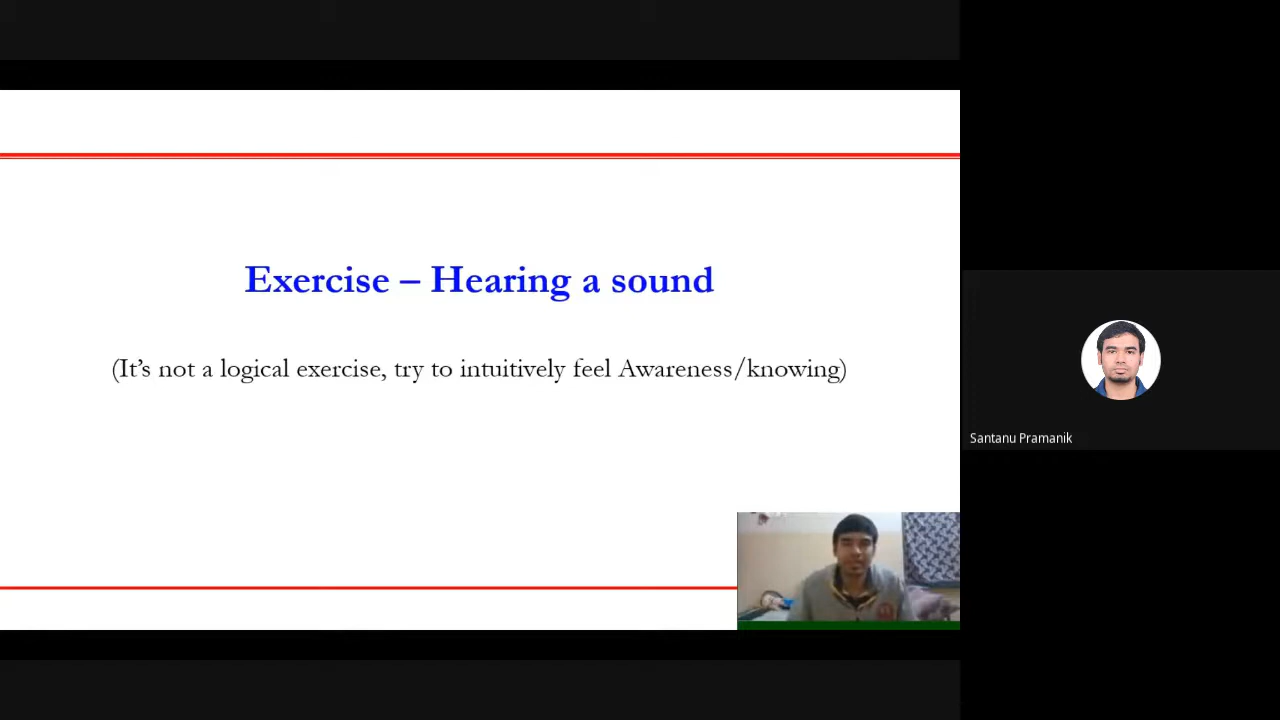 Exercise – Hearing a sound
(It’s not a logical exercise, try to intuitively feel Awareness/knowing)
Santanu Pramanik